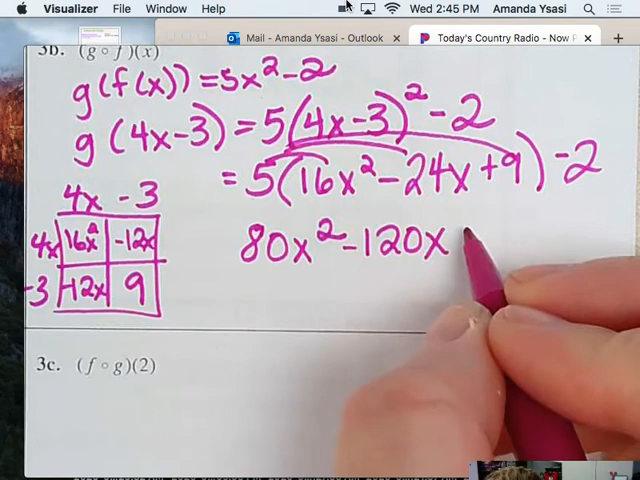 Visualizer File Window Help Wed 2:45 PM Amanda Ysasi
Mail - Amanda Ysasi - Outlook × Today's Country Radio - Now P ×
3b. (g ∘ f)(x)
g(f(x)) = 5x² - 2
g(4x-3) = 5(4x-3)² - 2
= 5(16x² - 24x + 9) - 2
4x - 3
4x 16x² -12x
-3 -12x 9
80x² - 120x
3c. (f ∘ g)(2)